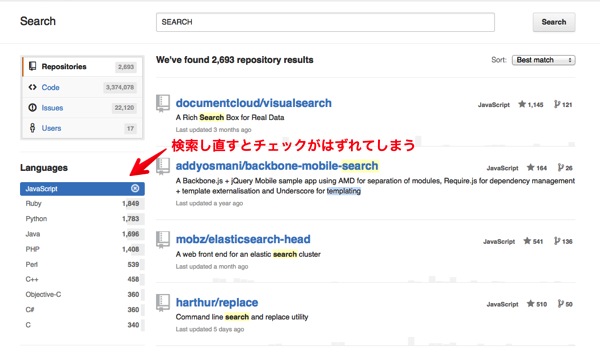 Search
SEARCH
Search
Repositories 2,693
Code 3,374,078
Issues 22,120
Users 17
We've found 2,693 repository results
Sort: Best match
documentcloud/visualsearch
JavaScript 1,145 121
A Rich Search Box for Real Data
Last updated 3 months ago
検索し直すとチェックがはずれてしまう
Languages
JavaScript
Ruby 1,849
Python 1,783
Java 1,696
PHP 1,408
Perl 539
C++ 458
Objective-C 360
C# 360
C 340
addyosmani/backbone-mobile-search
JavaScript 164 26
A Backbone.js + jQuery Mobile sample app using AMD for separation of modules, Require.js for dependency management
+ template externalisation and Underscore for templating
Last updated a year ago
mobz/elasticsearch-head
JavaScript 541 136
A web front end for an elastic search cluster
Last updated a month ago
harthur/replace
JavaScript 510 50
Command line search and replace utility
Last updated 5 days ago